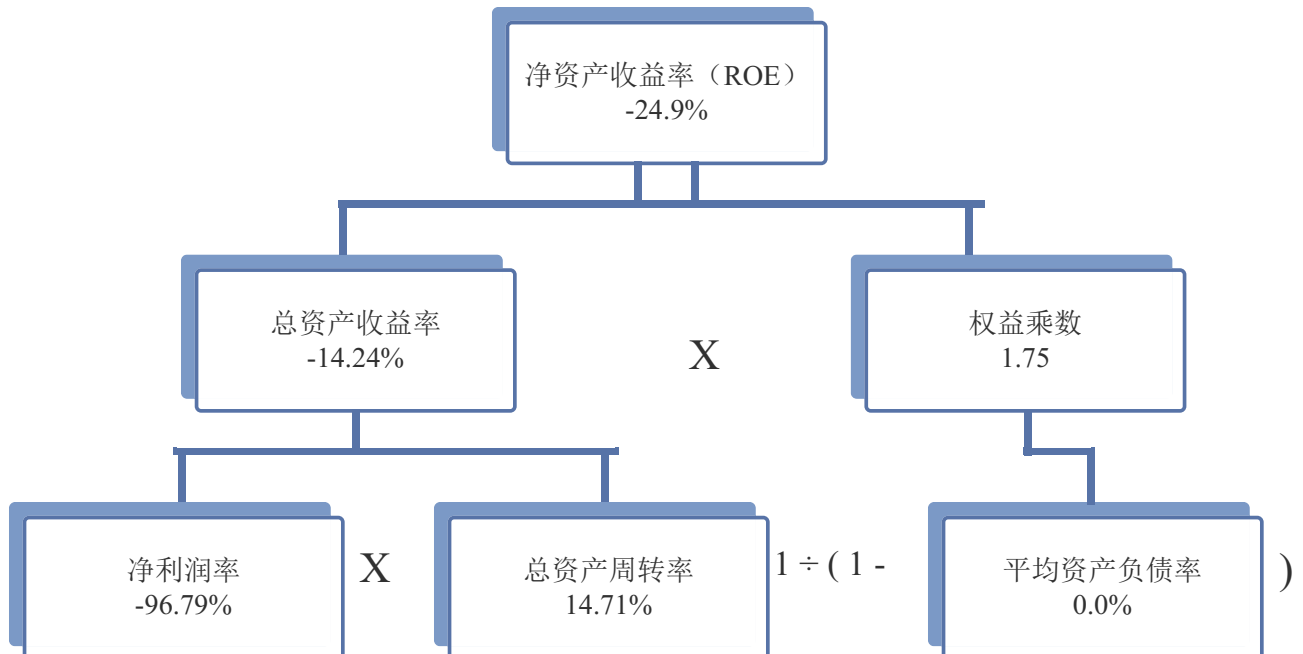 净资产收益率（ROE）
-24.9%
总资产收益率
-14.24%
X
权益乘数
1.75
净利润率
-96.79%
X
总资产周转率
14.71%
1 ÷ ( 1 -
平均资产负债率
0.0%
)